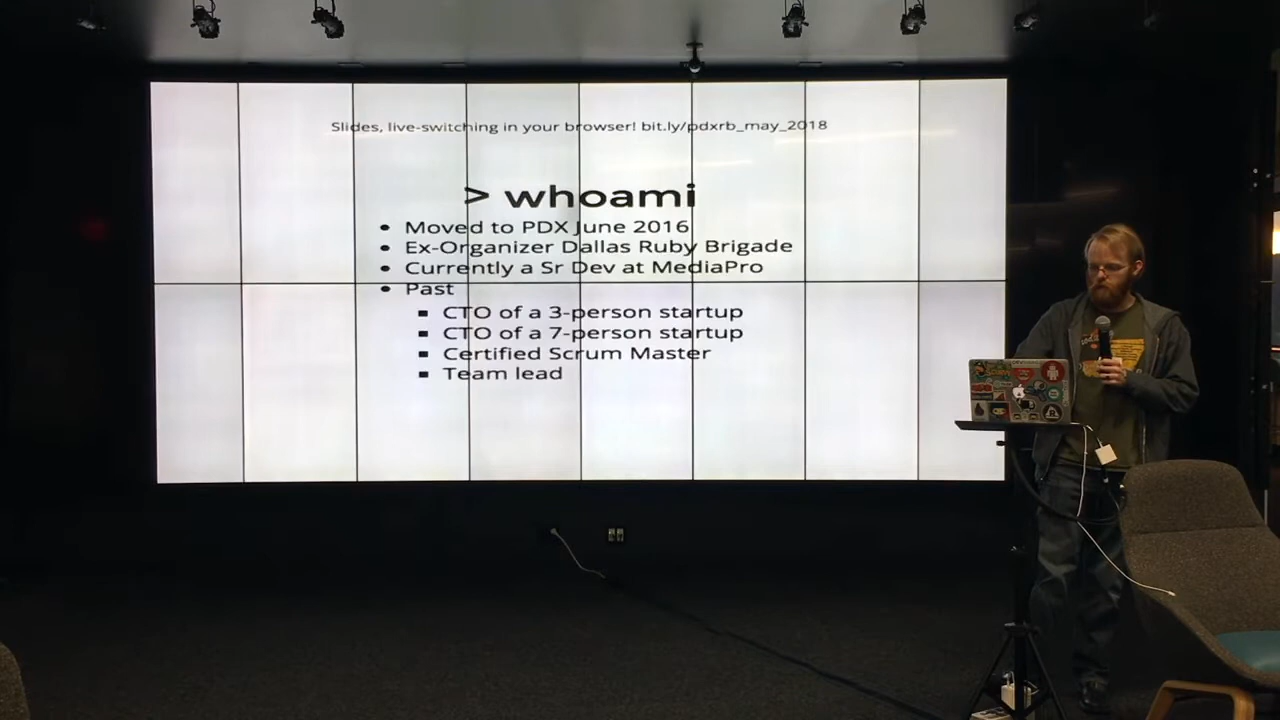 Slides, live-switching in your browser! bit.ly/pdxrb_may_2018
> whoami
• Moved to PDX June 2016
• Ex-Organizer Dallas Ruby Brigade
• Currently a Sr Dev at MediaPro
• Past
▪ CTO of a 3-person startup
▪ CTO of a 7-person startup
▪ Certified Scrum Master
▪ Team lead